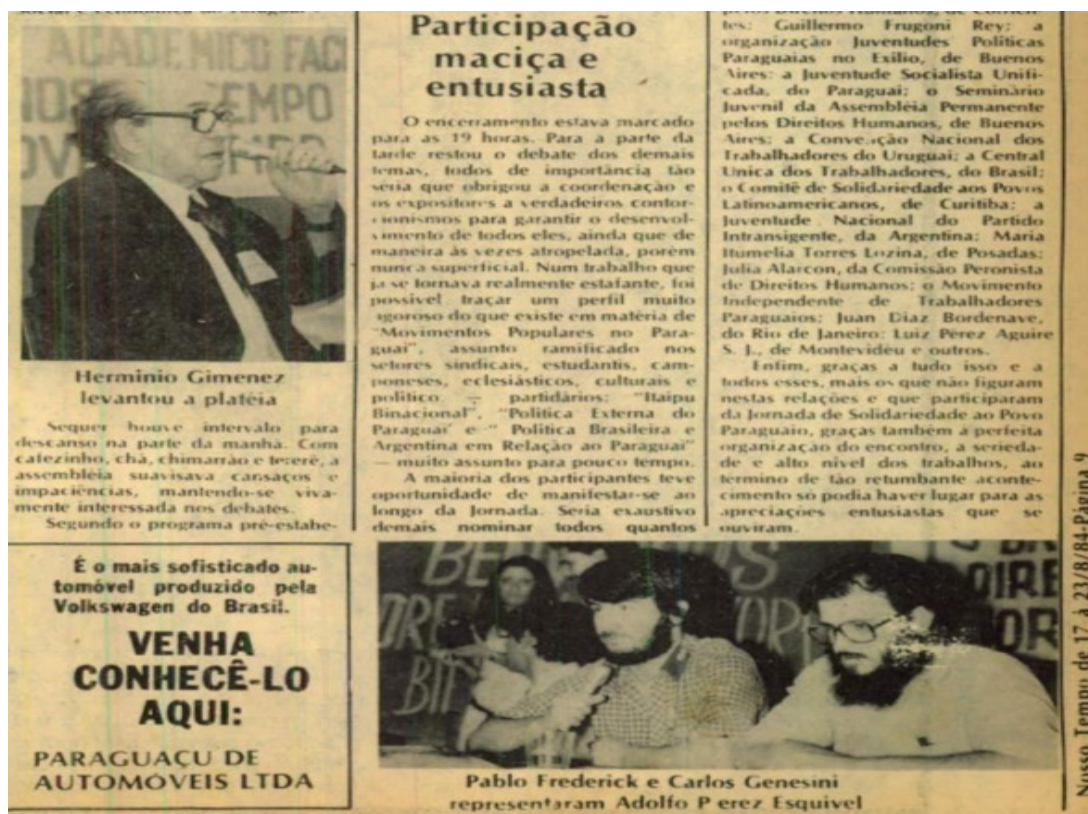 ACADEMICO FAC
TEMPO
Herminio Gimenez
levantou a platéia
Sequer houve intervalo para
descanso na parte da manhã. Com
cafezinho, chá, chimarrão e tererê, a
assembléia suavisava cansaços e
impaciências, mantendo-se viva-
mente interessada nos debates.
Segundo o programa pré-estabe-
Participação
maciça e
entusiasta
O encerramento estava marcado
para as 19 horas. Para a parte da
tarde restou o debate dos demais
temas, todos de importância tão
séria que obrigou a coordenação e
os expositores a verdadeiros contor-
cionismos para garantir o desenvol-
vimento de todos eles, ainda que de
maneira às vezes atropelada, porém
nunca superficial. Num trabalho que
já se tornava realmente estafante, foi
possível traçar um perfil muito
rigoroso do que existe em matéria de
"Movimentos Populares no Para-
guai", assunto ramificado nos
setores sindicais, estudantis, cam-
poneses, eclesiásticos, culturais e
político — partidários: "Itaipu
Binacional", "Política Externa do
Paraguai e " Política Brasileira e
Argentina em Relação ao Paraguai"
— muito assunto para pouco tempo.
A maioria dos participantes teve
oportunidade de manifestar-se ao
longo da Jornada. Seria exaustivo
demais nominar todos quantos
tes: Guillermo Frugoni Rey; a
organização Juventudes Políticas
Paraguaias no Exílio, de Buenos
Aires; a Juventude Socialista Unifi-
cada, do Paraguai; o Seminário
Juvenil da Assembléia Permanente
pelos Direitos Humanos, de Buenos
Aires; a Convenção Nacional dos
Trabalhadores do Uruguai; a Central
Unica dos Trabalhadores, do Brasil;
o Comitê de Solidariedade aos Povos
Latinoamericanos, de Curitiba; a
Juventude Nacional do Partido
Intransigente, da Argentina; Maria
Itumelia Torres Lozina, de Posadas;
Julia Alarcon, da Comissão Peronista
de Direitos Humanos; o Movimento
Independente de Trabalhadores
Paraguaios; Juan Diaz Bordenave,
do Rio de Janeiro; Luiz Pérez Aguire
S. J., de Montevidéu e outros.
Enfim, graças a tudo isso e a
todos esses, mais os que não figuram
nestas relações e que participaram
da Jornada de Solidariedade ao Povo
Paraguaio, graças também à perfeita
organização do encontro, a serieda-
de e alto nível dos trabalhos, ao
término de tão retumbante aconte-
cimento só podia haver lugar para as
apreciações entusiastas que se
ouviram.
É o mais sofisticado au-
tomóvel produzido pela
Volkswagen do Brasil.
VENHA
CONHECÊ-LO
AQUI:
PARAGUAÇU DE
AUTOMÓVEIS LTDA
Pablo Frederick e Carlos Genesini
representaram Adolfo Perez Esquivel
Nosso Tempo de 17 à 23/8/84-Página 9